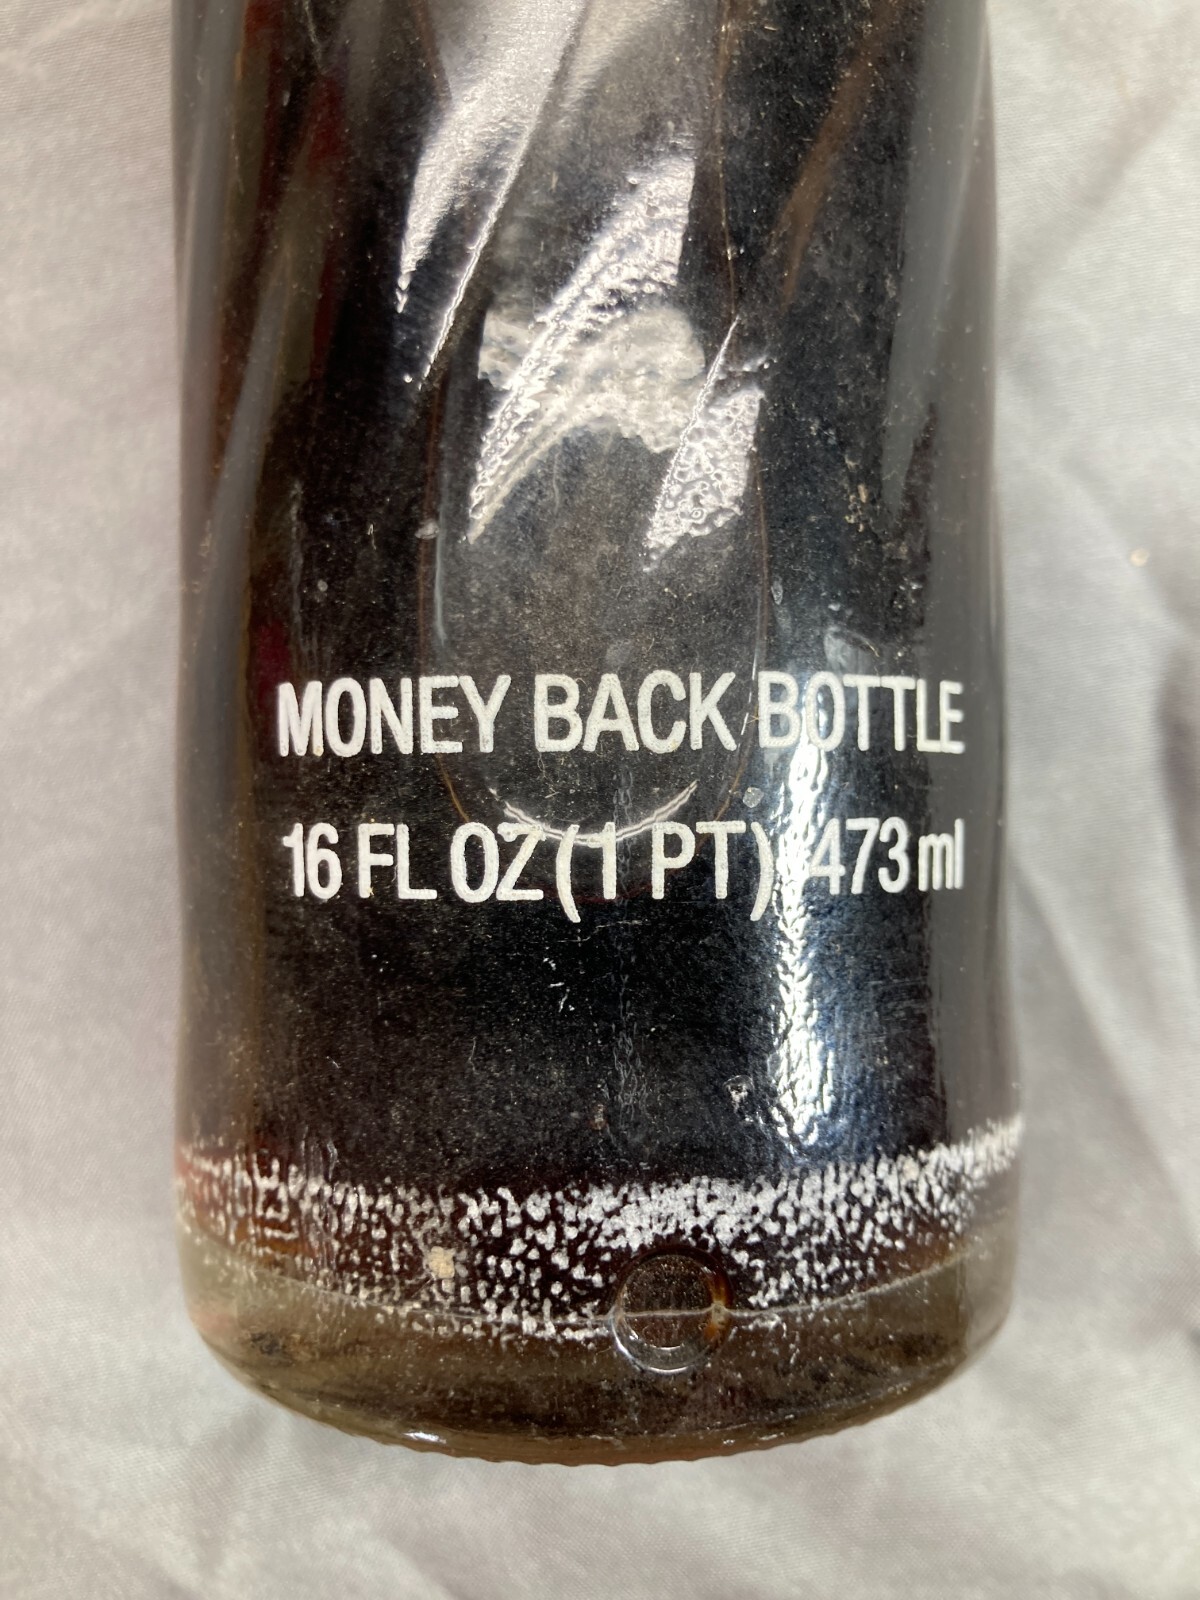 MONEY BACK BOTTLE
16 FL OZ (1 PT) 473 ml